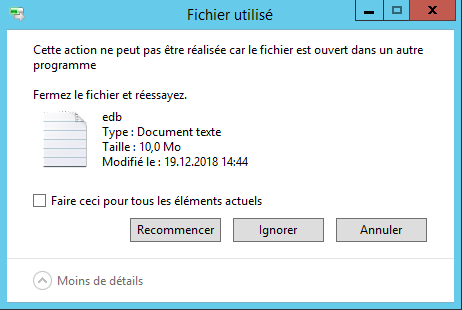 Fichier utilisé
Cette action ne peut pas être réalisée car le fichier est ouvert dans un autre
programme
Fermez le fichier et réessayez.
edb
Type : Document texte
Taille : 10,0 Mo
Modifié le : 19.12.2018 14:44
Faire ceci pour tous les éléments actuels
Recommencer
Ignorer
Annuler
Moins de détails